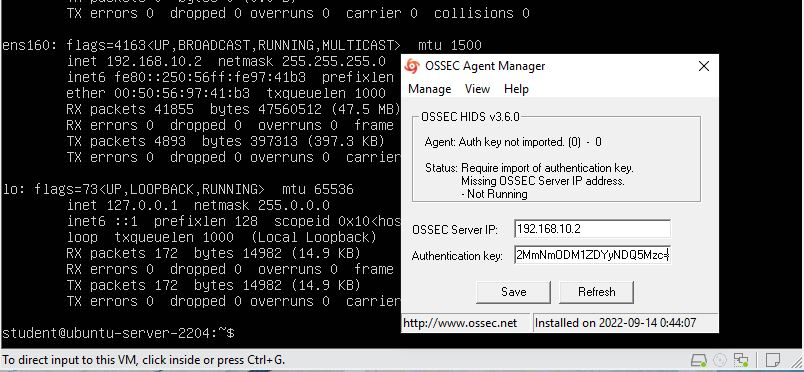 TX packets 0  bytes 0 (0.0 B)
TX errors 0  dropped 0 overruns 0  carrier 0  collisions 0
ens160: flags=4163<UP,BROADCAST,RUNNING,MULTICAST>  mtu 1500
inet 192.168.10.2  netmask 255.255.255.0
inet6 fe80::250:56ff:fe97:41b3  prefixlen
ether 00:50:56:97:41:b3  txqueuelen 1000
RX packets 41855  bytes 47560512 (47.5 MB)
RX errors 0  dropped 0  overruns 0  frame
TX packets 4893  bytes 397313 (397.3 KB)
TX errors 0  dropped 0 overruns 0  carrier
lo: flags=73<UP,LOOPBACK,RUNNING>  mtu 65536
inet 127.0.0.1  netmask 255.0.0.0
inet6 ::1  prefixlen 128  scopeid 0x10<hos
loop  txqueuelen 1000  (Local Loopback)
RX packets 172  bytes 14982 (14.9 KB)
RX errors 0  dropped 0  overruns 0  frame
TX packets 172  bytes 14982 (14.9 KB)
TX errors 0  dropped 0 overruns 0  carrier
student@ubuntu-server-2204:~$
OSSEC Agent Manager
Manage View Help
OSSEC HIDS v3.6.0
Agent: Auth key not imported. (0) - 0
Status: Require import of authentication key.
Missing OSSEC Server IP address.
- Not Running
OSSEC Server IP: 192.168.10.2
Authentication key: 2MmNmODM1ZDYyNDQ5Mzc=
Save Refresh
http://www.ossec.net Installed on 2022-09-14 0:44:07
To direct input to this VM, click inside or press Ctrl+G.